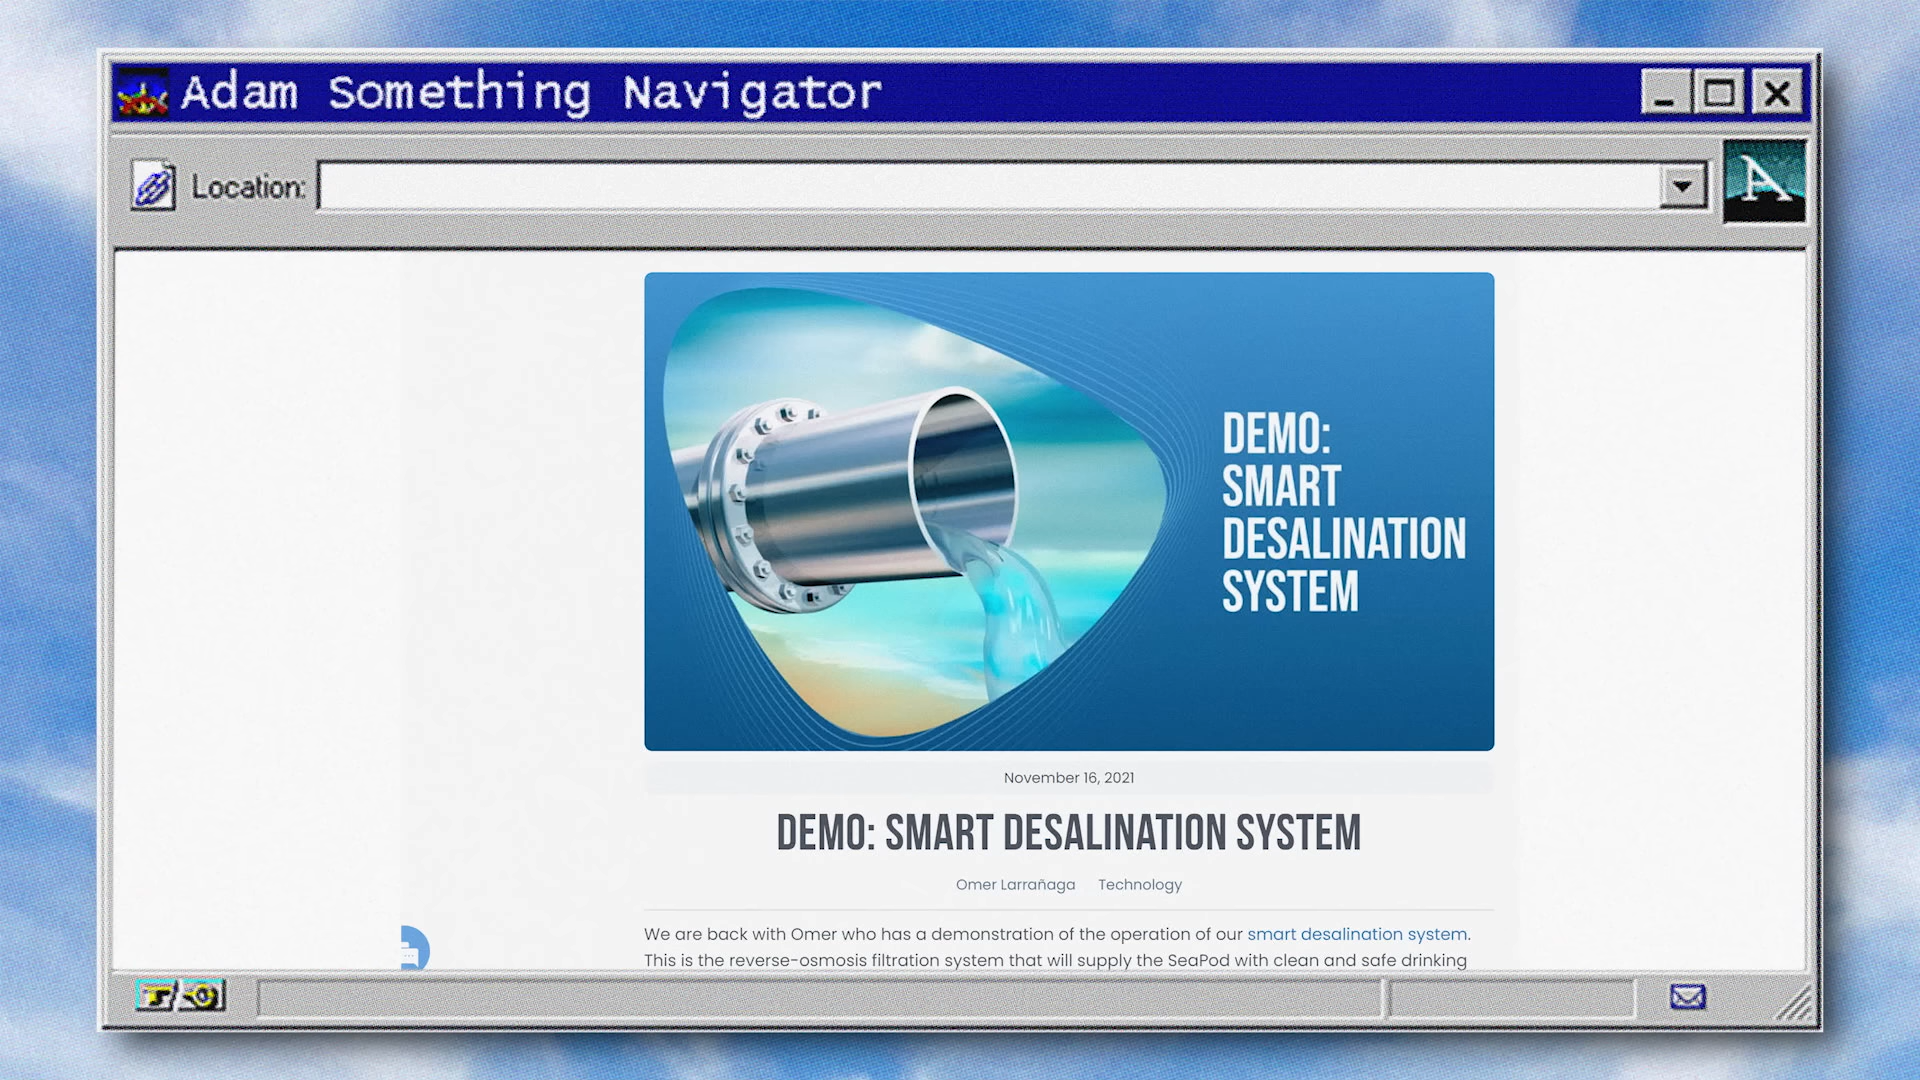 Adam Something Navigator
Location:
A
DEMO:
SMART
DESALINATION
SYSTEM
November 16, 2021
DEMO: SMART DESALINATION SYSTEM
Omer Larrañaga Technology
We are back with Omer who has a demonstration of the operation of our smart desalination system.
This is the reverse-osmosis filtration system that will supply the SeaPod with clean and safe drinking